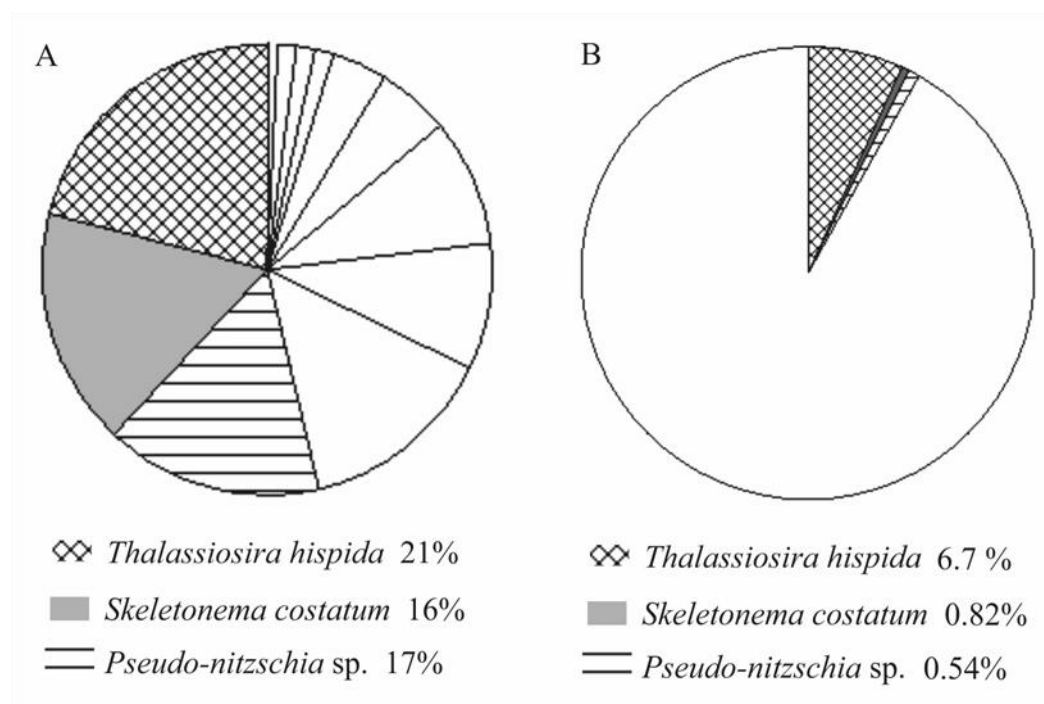 A
B
Thalassiosira hispida 21%
Skeletonema costatum 16%
Pseudo-nitzschia sp. 17%
Thalassiosira hispida 6.7 %
Skeletonema costatum 0.82%
Pseudo-nitzschia sp. 0.54%